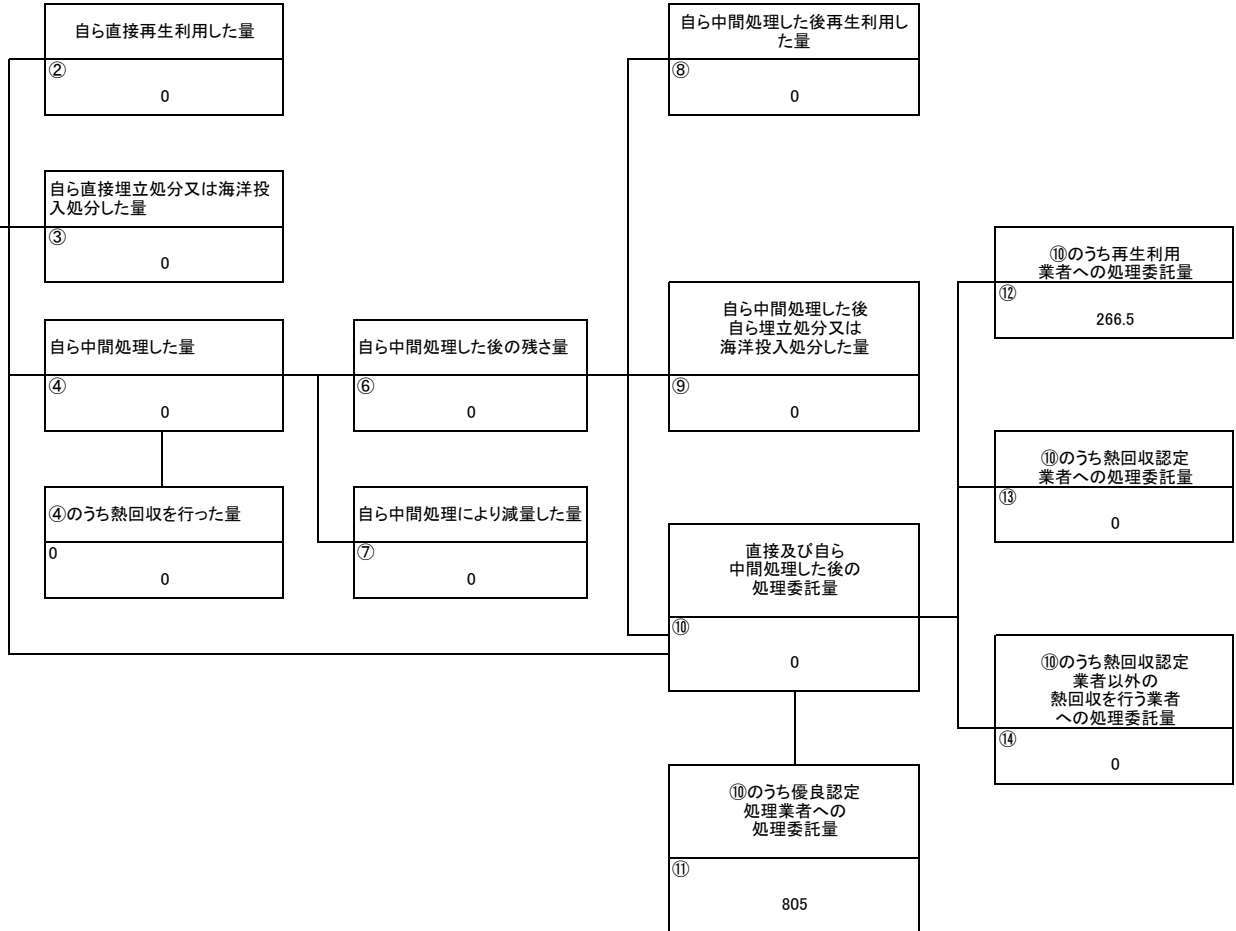 自ら直接再生利用した量
②
0
自ら直接埋立処分又は海洋投
入処分した量
③
0
自ら中間処理した量
④
0
④のうち熱回収を行った量
0
0
自ら中間処理した後の残さ量
⑥
0
自ら中間処理により減量した量
⑦
0
自ら中間処理した後再生利用し
た量
⑧
0
自ら中間処理した後
自ら埋立処分又は
海洋投入処分した量
⑨
0
直接及び自ら
中間処理した後の
処理委託量
⑩
0
⑩のうち優良認定
処理業者への
処理委託量
⑪
805
⑩のうち再生利用
業者への処理委託量
⑫
266.5
⑩のうち熱回収認定
業者への処理委託量
⑬
0
⑩のうち熱回収認定
業者以外の
熱回収を行う業者
への処理委託量
⑭
0